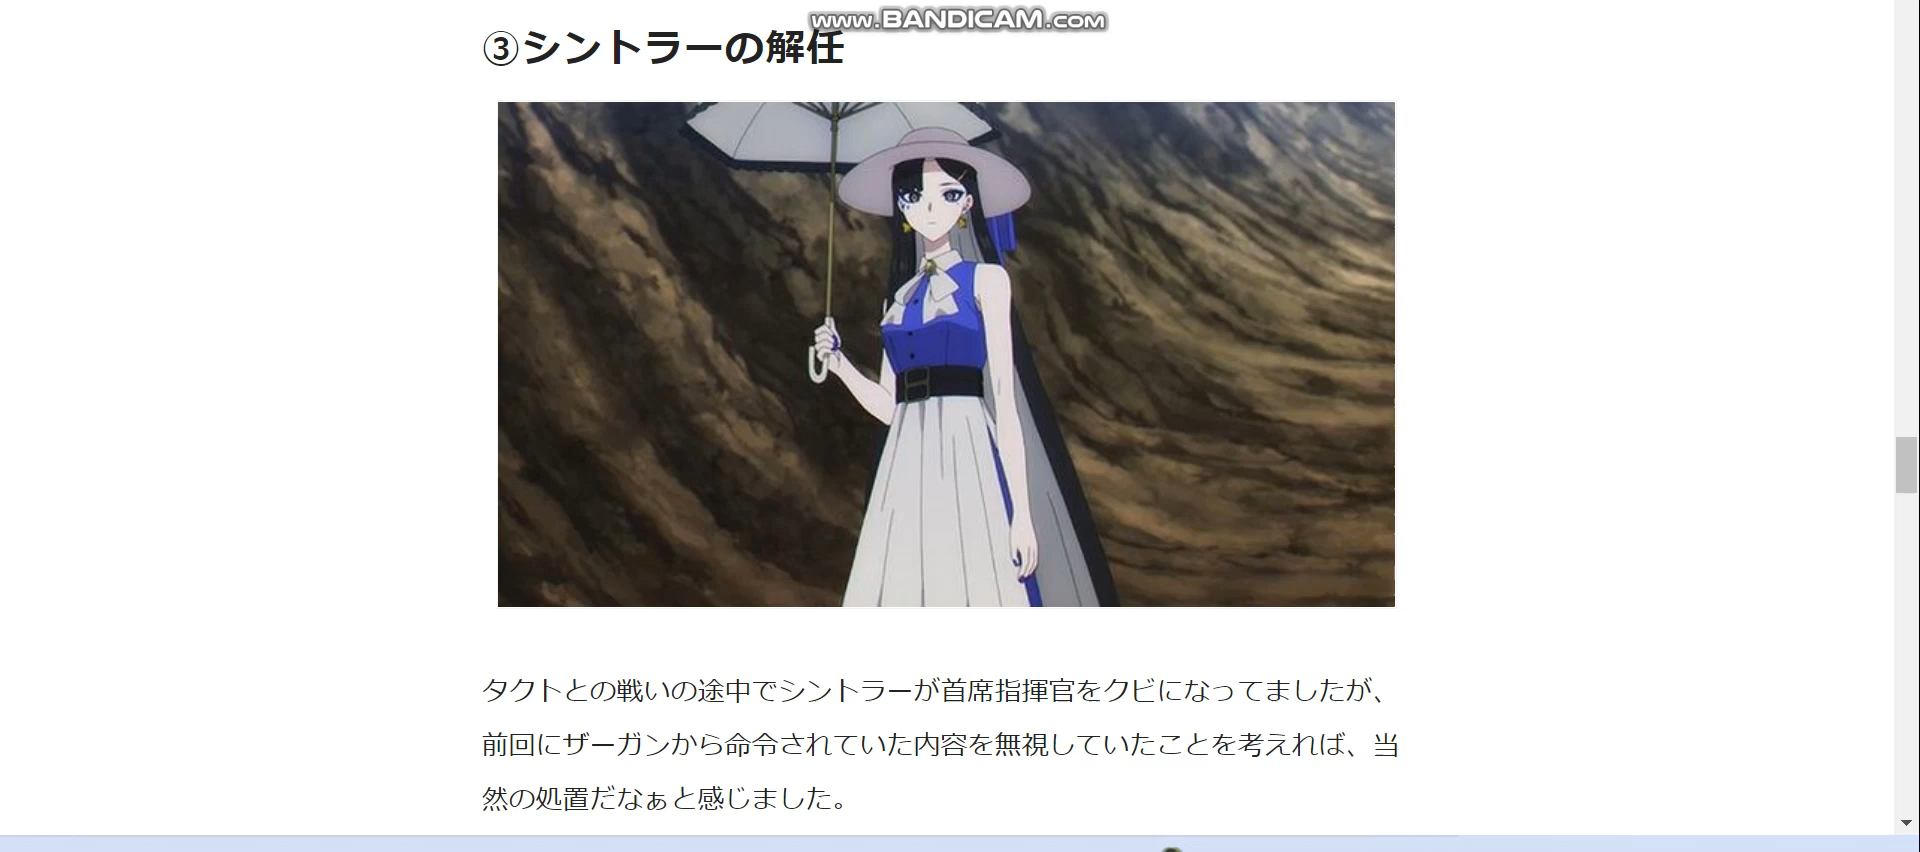 www.BANDICAM.com
③シントラーの解任
タクトとの戦いの途中でシントラーが首席指揮官をクビになってましたが、
前回にザーガンから命令されていた内容を無視していたことを考えれば、当
然の処置だなぁと感じました。